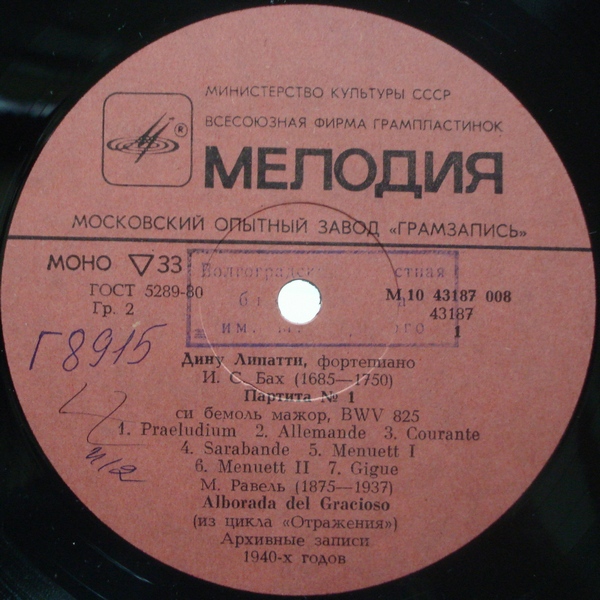 МИНИСТЕРСТВО КУЛЬТУРЫ СССР
ВСЕСОЮЗНАЯ ФИРМА ГРАМПЛАСТИНОК
®
МЕЛОДИЯ
МОСКОВСКИЙ ОПЫТНЫЙ ЗАВОД «ГРАМЗАПИСЬ»
МОНО ▽ 33
ГОСТ 5289-80
Гр. 2
М 10 43187 008
43187
1
им.
Г8915
Дину Липатти, фортепиано
И. С. Бах (1685—1750)
Партита № 1
си бемоль мажор, BWV 825
1. Praeludium 2. Allemande 3. Courante
4. Sarabande 5. Menuett I
6. Menuett II 7. Gigue
М. Равель (1875—1937)
Alborada del Gracioso
(из цикла «Отражения»)
Архивные записи
1940-х годов